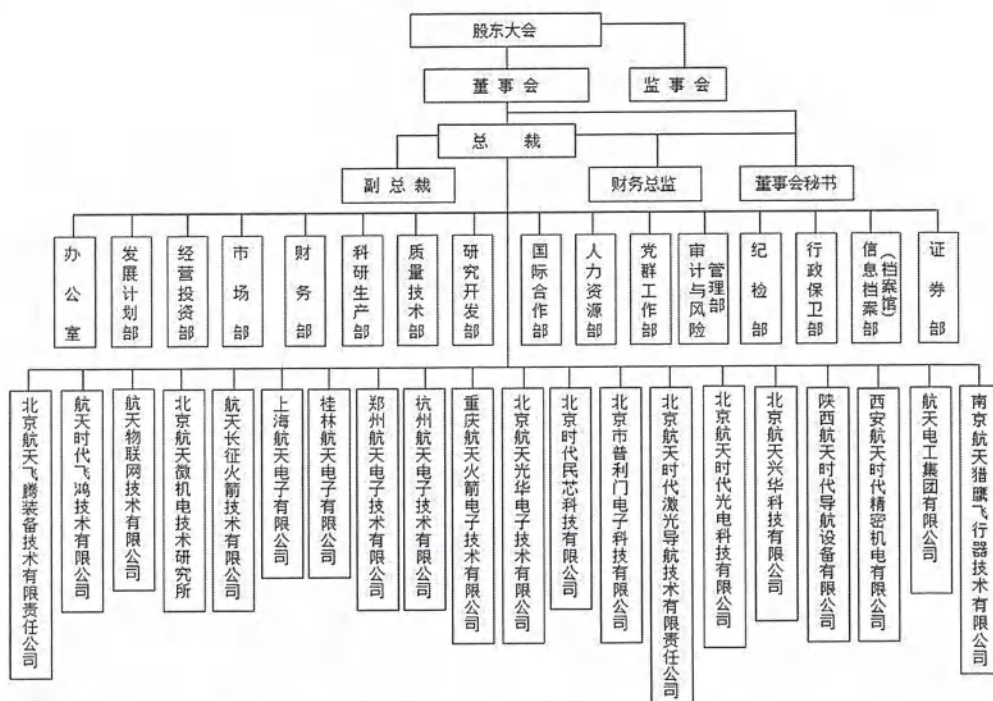 股东大会
董事会
监事会
总裁
副总裁
财务总监
董事会秘书
办公室
发展计划部
经营投资部
市场部
财务部
科研生产部
质量技术部
研究开发部
国际合作部
人力资源部
党群工作部
审计与风险
管理部
纪检部
行政保卫部
信息档案部
（档案馆）
证券部
北京航天飞腾装备技术有限责任公司
航天时代飞鸿技术有限公司
航天物联网技术有限公司
北京航天微机电技术研究所
航天长征火箭技术有限公司
上海航天电子有限公司
桂林航天电子有限公司
郑州航天电子技术有限公司
杭州航天电子技术有限公司
重庆航天火箭电子技术有限公司
北京航天光华电子技术有限公司
北京时代民芯科技有限公司
北京市普利门电子科技有限公司
北京航天时代激光导航技术有限责任公司
北京航天时代光电科技有限公司
北京航天兴华科技有限公司
陕西航天时代导航设备有限公司
西安航天时代精密机电有限公司
航天电工集团有限公司
南京航天猎鹰飞行器技术有限公司